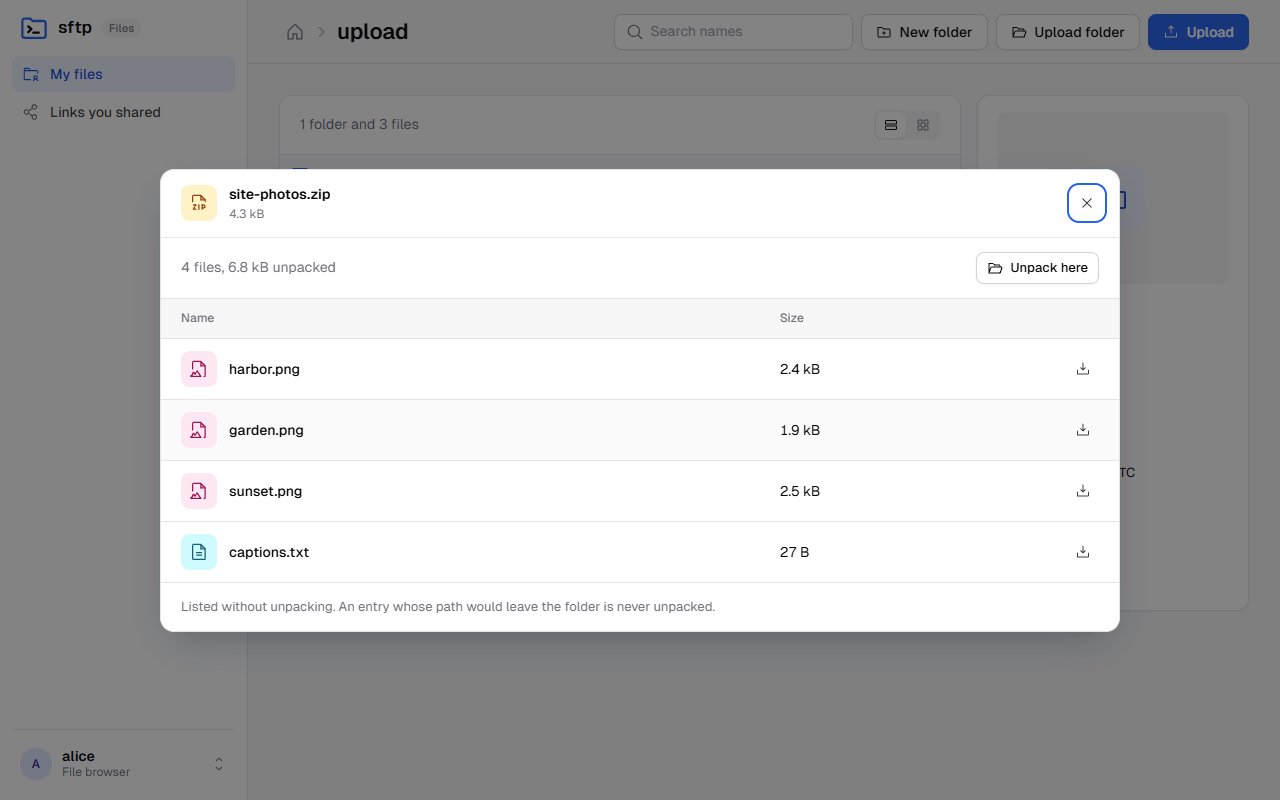 sftp Files
upload
Search names
New folder
Upload folder
Upload
My files
Links you shared
1 folder and 3 files
site-photos.zip
4.3 kB
4 files, 6.8 kB unpacked
Unpack here
Name Size
harbor.png 2.4 kB
garden.png 1.9 kB
sunset.png 2.5 kB
captions.txt 27 B
Listed without unpacking. An entry whose path would leave the folder is never unpacked.
A
alice
File browser
ZIP